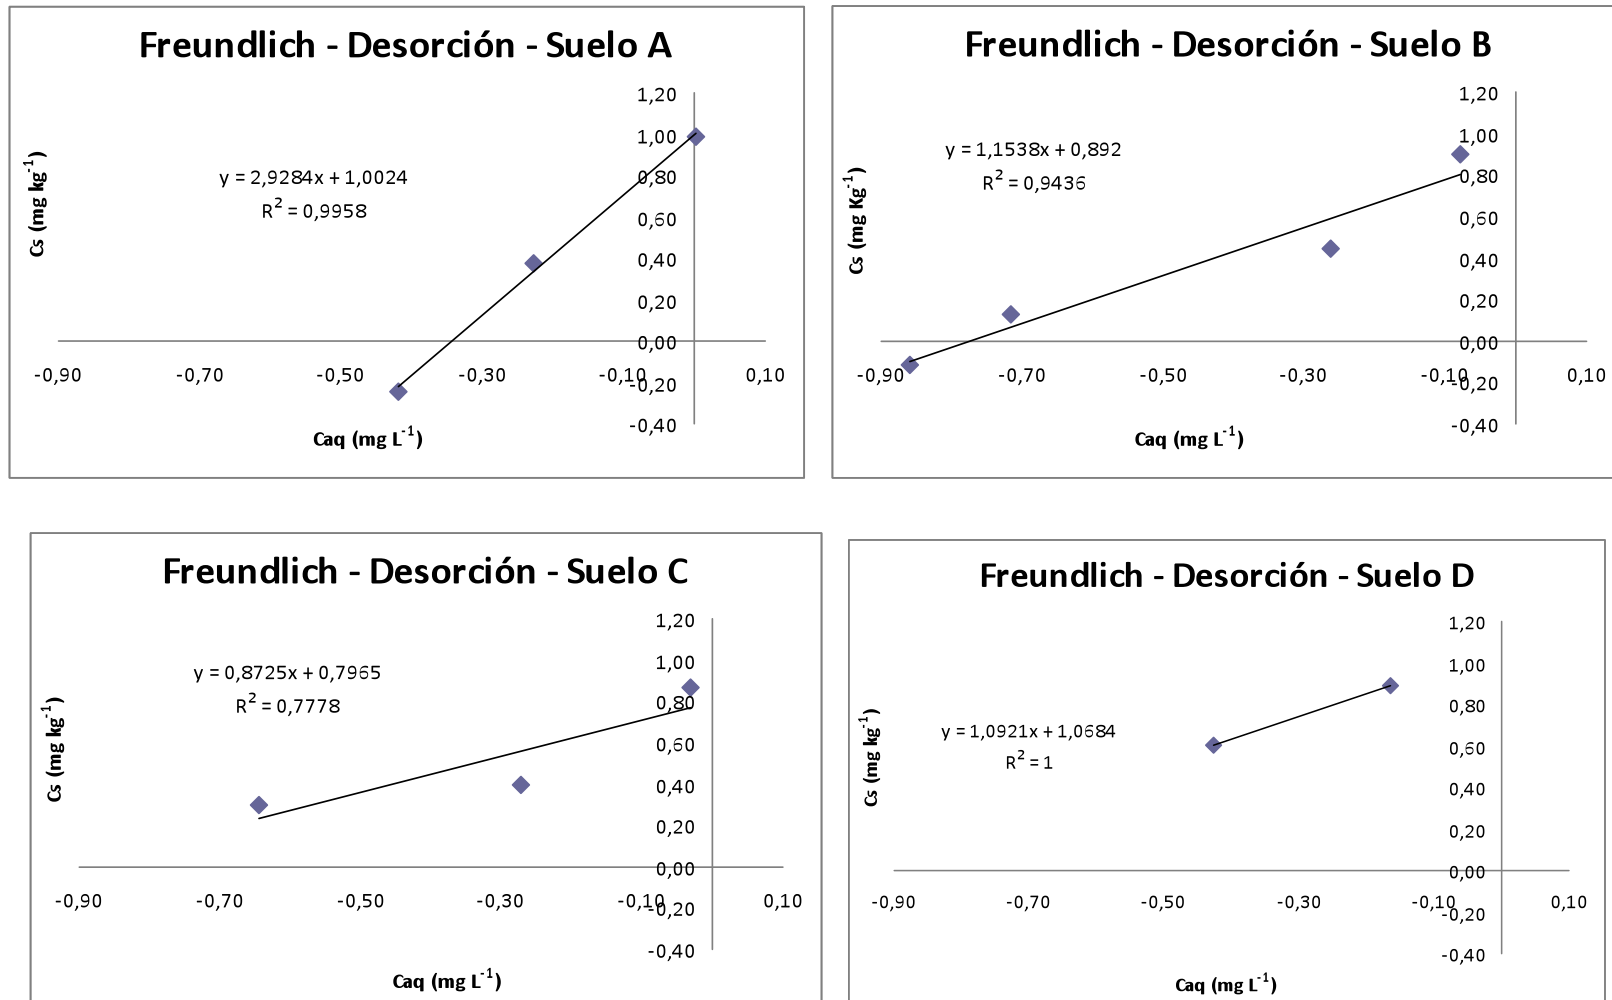 Freundlich - Desorción - Suelo A
1,20
1,00
0,80
0,60
0,40
0,20
0,00
-0,20
-0,40
-0,90 -0,70 -0,50 -0,30 -0,10 0,10
y = 2,9284x + 1,0024
R² = 0,9958
Cs (mg kg⁻¹)
Caq (mg L⁻¹)
Freundlich - Desorción - Suelo B
1,20
1,00
0,80
0,60
0,40
0,20
0,00
-0,20
-0,40
-0,90 -0,70 -0,50 -0,30 -0,10 0,10
y = 1,1538x + 0,892
R² = 0,9436
Cs (mg Kg⁻¹)
Caq (mg L⁻¹)
Freundlich - Desorción - Suelo C
1,20
1,00
0,80
0,60
0,40
0,20
0,00
-0,20
-0,40
-0,90 -0,70 -0,50 -0,30 -0,10 0,10
y = 0,8725x + 0,7965
R² = 0,7778
Cs (mg kg⁻¹)
Caq (mg L⁻¹)
Freundlich - Desorción - Suelo D
1,20
1,00
0,80
0,60
0,40
0,20
0,00
-0,20
-0,40
-0,90 -0,70 -0,50 -0,30 -0,10 0,10
y = 1,0921x + 1,0684
R² = 1
Cs (mg kg⁻¹)
Caq (mg L⁻¹)